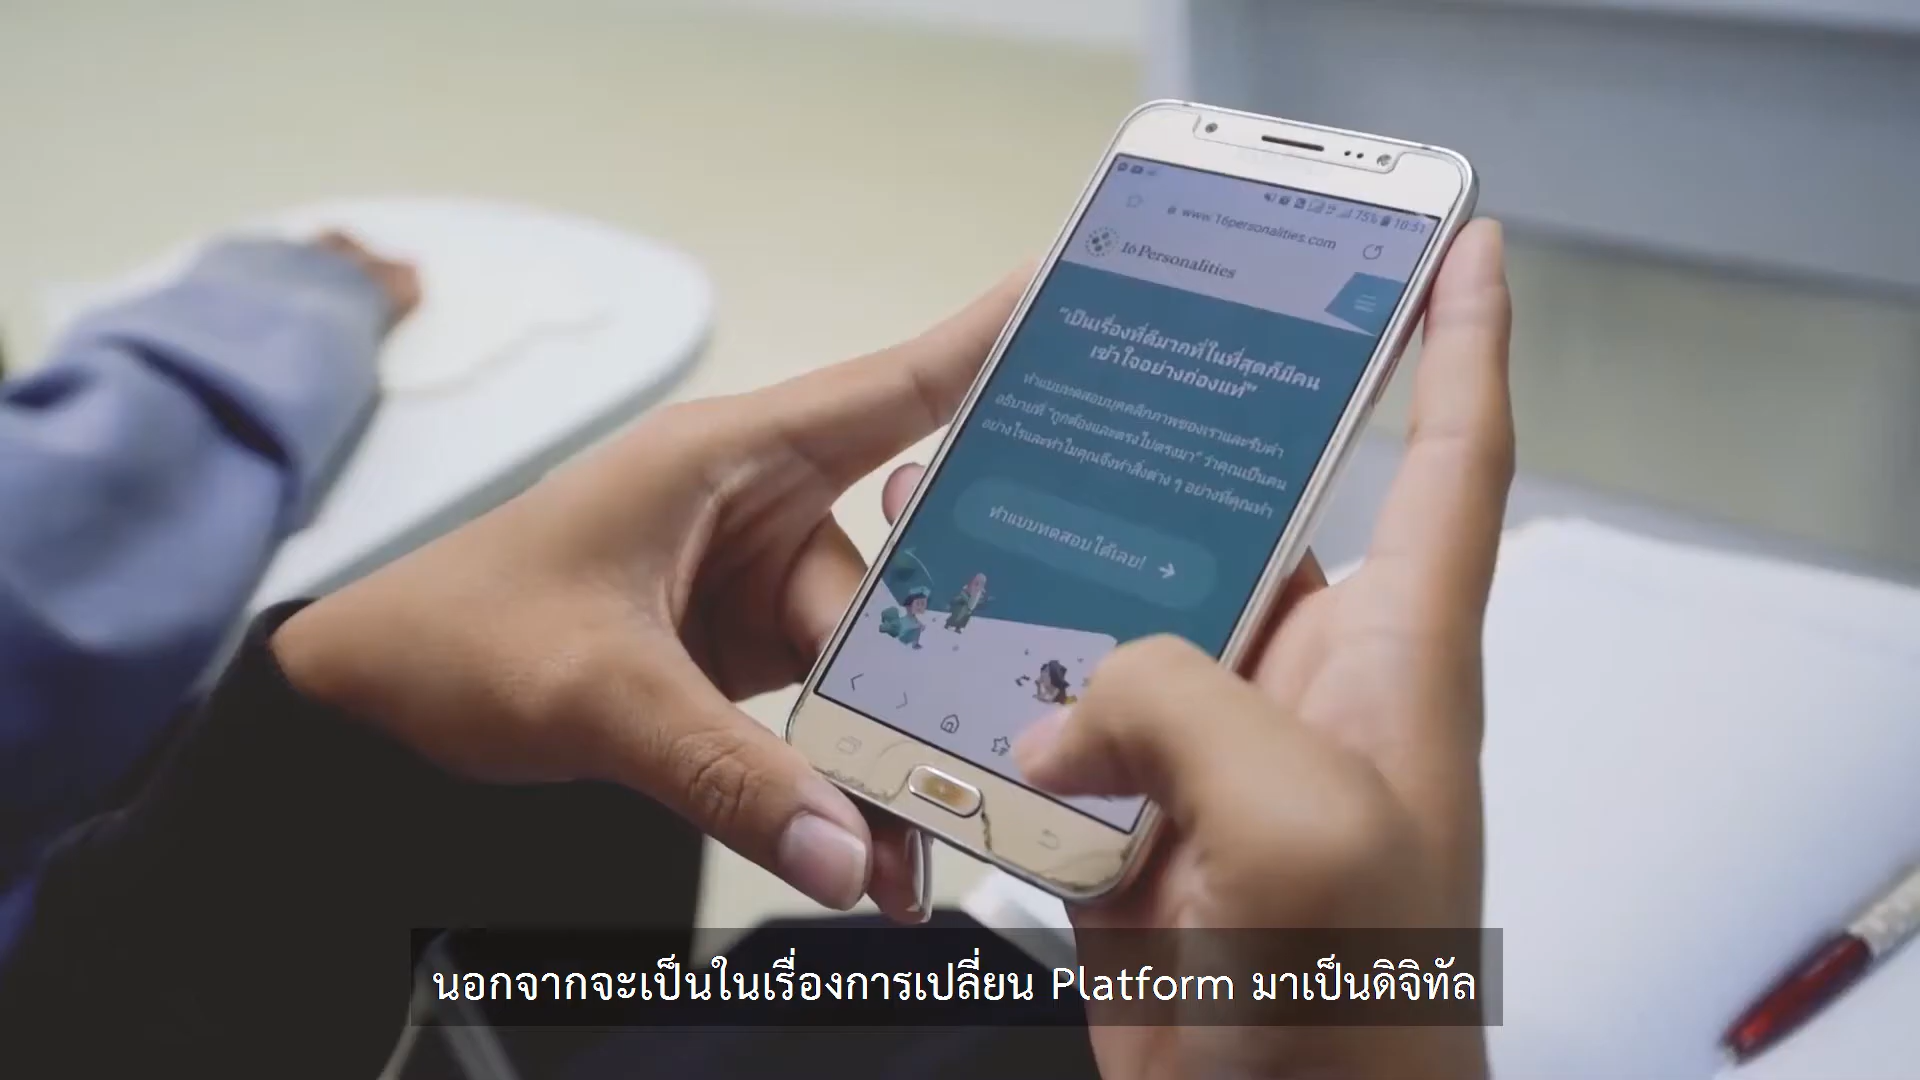 75% 10:51
www.16personalities.com
16Personalities
"เป็นเรื่องที่ดีมากที่ในที่สุดก็มีคน
เข้าใจอย่างถ่องแท้"
ทำแบบทดสอบบุคคลิกภาพของเราและรับคำ
อธิบายที่ "ถูกต้องและตรงไปตรงมา" ว่าคุณเป็นคน
อย่างไรและทำไมคุณจึงทำสิ่งต่าง ๆ อย่างที่คุณทำ
ทำแบบทดสอบได้เลย! →
นอกจากจะเป็นในเรื่องการเปลี่ยน Platform มาเป็นดิจิทัล